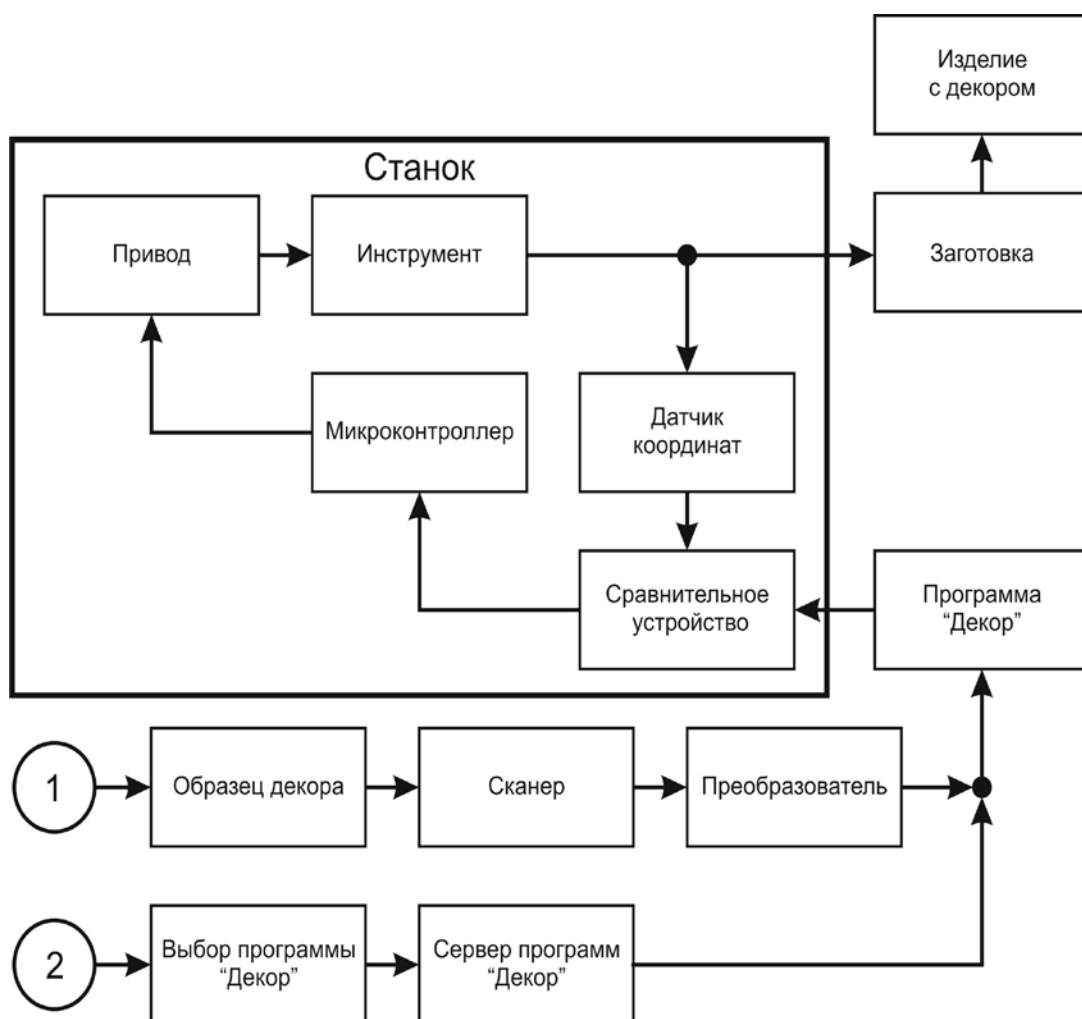 Изделие
с декором
Станок
Привод
Инструмент
Заготовка
Микроконтроллер
Датчик
координат
Сравнительное
устройство
Программа
“Декор”
1
Образец декора
Сканер
Преобразователь
2
Выбор программы
“Декор”
Сервер программ
“Декор”